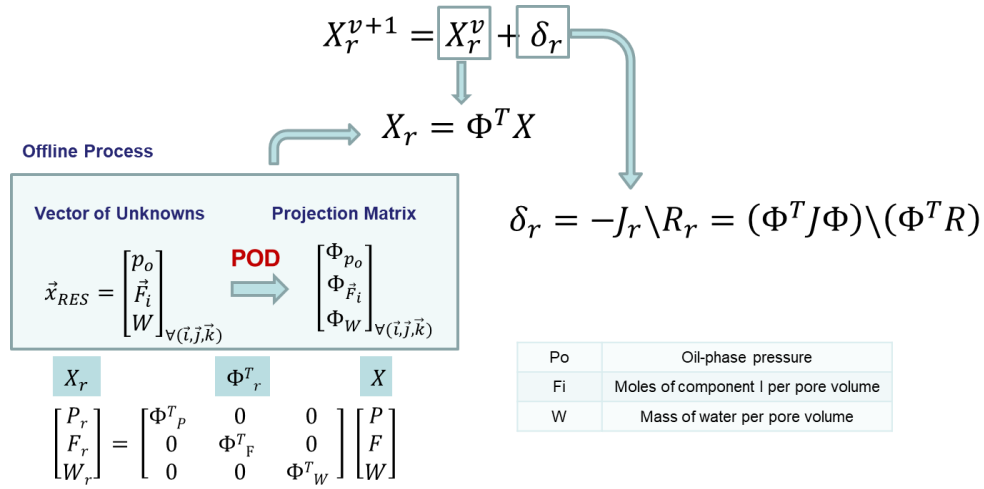 X_r^{v+1} = X_r^v + δ_r
X_r = Φ^T X
Offline Process
Vector of Unknowns
Projection Matrix
x⃗_{RES} = [p_o; F⃗_i; W]_{∀(i⃗,j⃗,k⃗)}
POD
[Φ_{p_o}; Φ_{F⃗_i}; Φ_W]_{∀(i⃗,j⃗,k⃗)}
δ_r = −J_r\R_r = (Φ^T JΦ)\(Φ^T R)
X_r Φ^T_r X
[P_r; F_r; W_r] = [Φ^T_P 0 0; 0 Φ^T_F 0; 0 0 Φ^T_W] [P; F; W]
Po Oil-phase pressure
Fi Moles of component I per pore volume
W Mass of water per pore volume